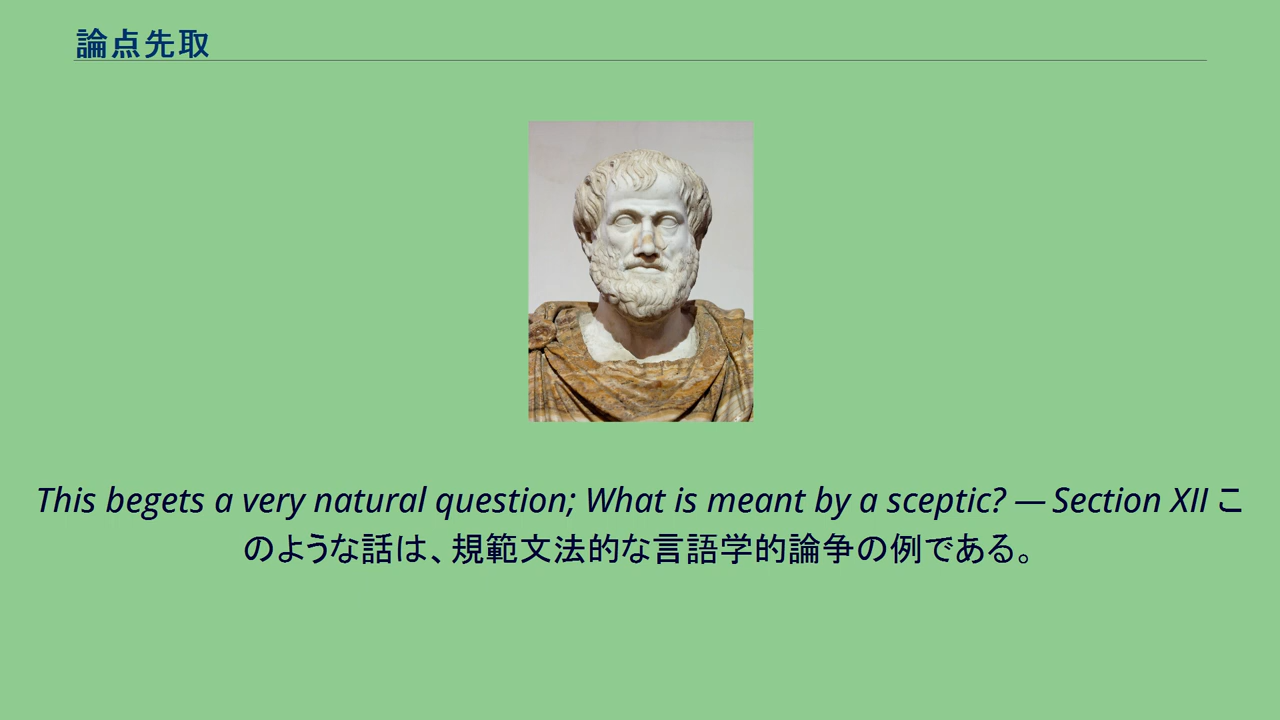 論点先取
This begets a very natural question; What is meant by a sceptic? — Section XII こ
のような話は、規範文法的な言語学的論争の例である。